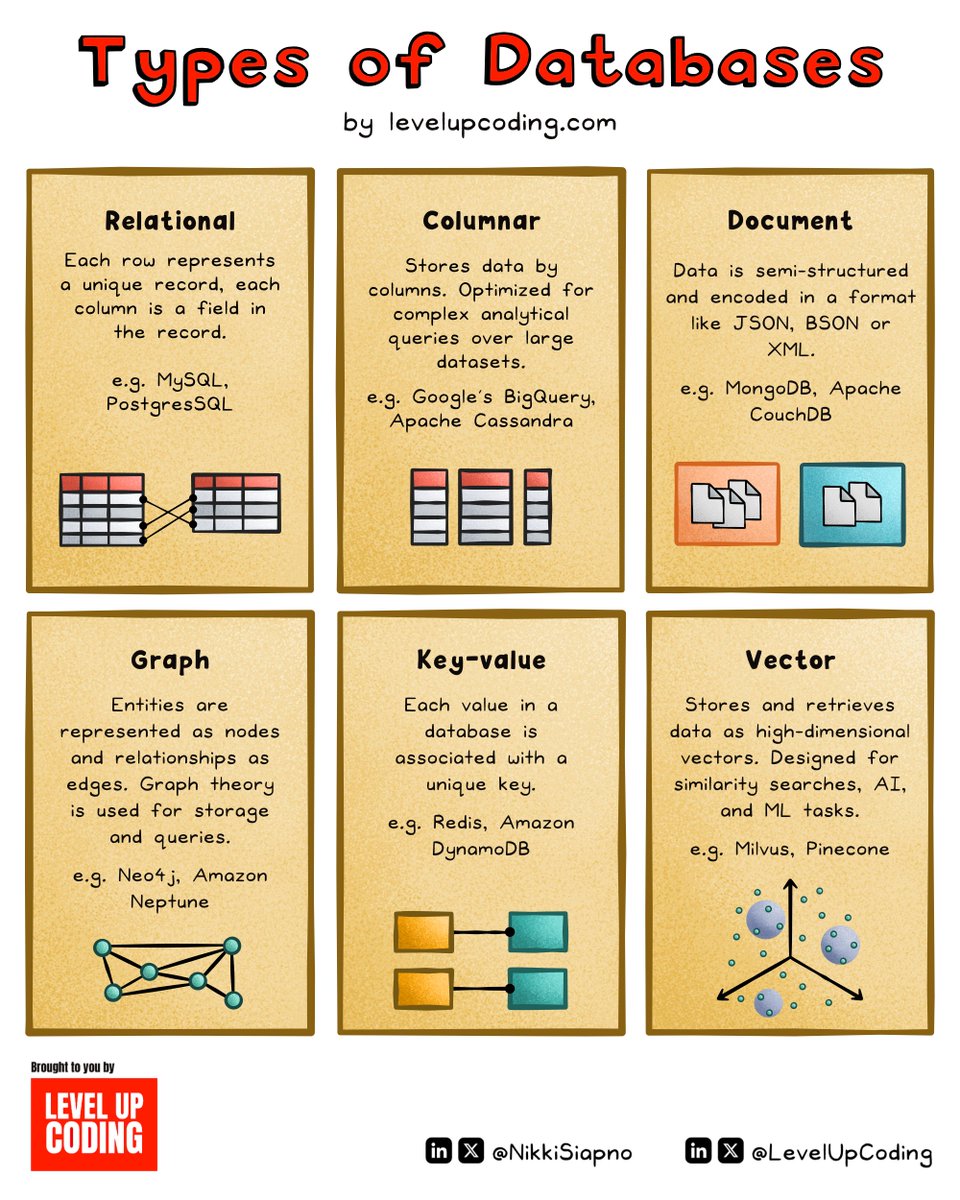 Types of Databases
by levelupcoding.com
Relational
Each row represents
a unique record, each
column is a field in
the record.
e.g. MySQL,
PostgresSQL
Columnar
Stores data by
columns. Optimized for
complex analytical
queries over large
datasets.
e.g. Google's BigQuery,
Apache Cassandra
Document
Data is semi-structured
and encoded in a format
like JSON, BSON or
XML.
e.g. MongoDB, Apache
CouchDB
Graph
Entities are
represented as nodes
and relationships as
edges. Graph theory
is used for storage
and queries.
e.g. Neo4j, Amazon
Neptune
Key-value
Each value in a
database is
associated with a
unique key.
e.g. Redis, Amazon
DynamoDB
Vector
Stores and retrieves
data as high-dimensional
vectors. Designed for
similarity searches, AI,
and ML tasks.
e.g. Milvus, Pinecone
Brought to you by
LEVEL UP
CODING
in X @NikkiSiapno
in X @LevelUpCoding